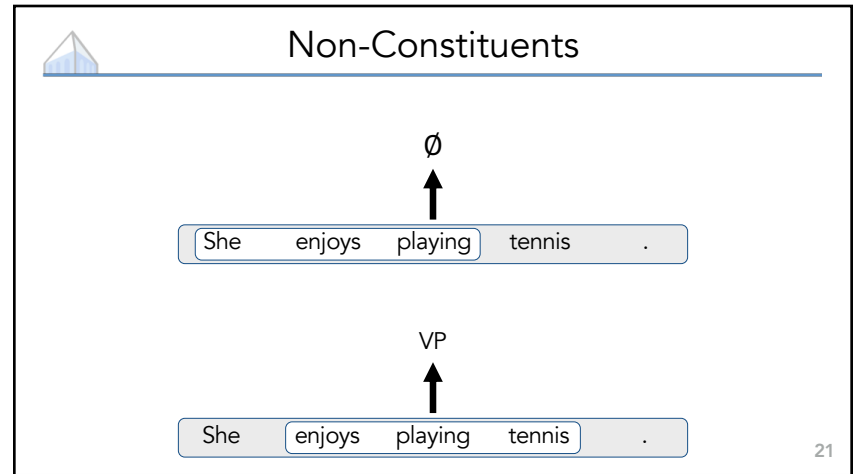 Non-Constituents
Ø
She enjoys playing tennis .
VP
She enjoys playing tennis .
21